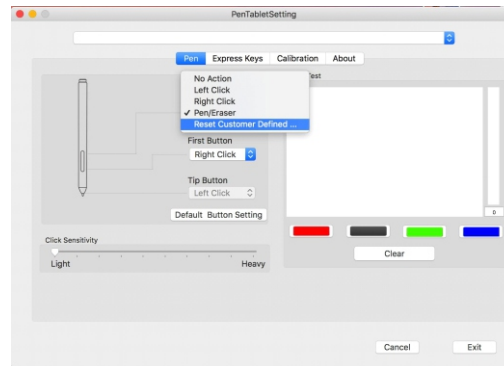 PenTabletSetting
Pen Express Keys Calibration About
No Action
Left Click
Right Click
✓ Pen/Eraser
Reset Customer Defined ...
First Button
Right Click
Tip Button
Left Click
Default Button Setting
Click Sensitivity
Light Heavy
0
Clear
Cancel Exit